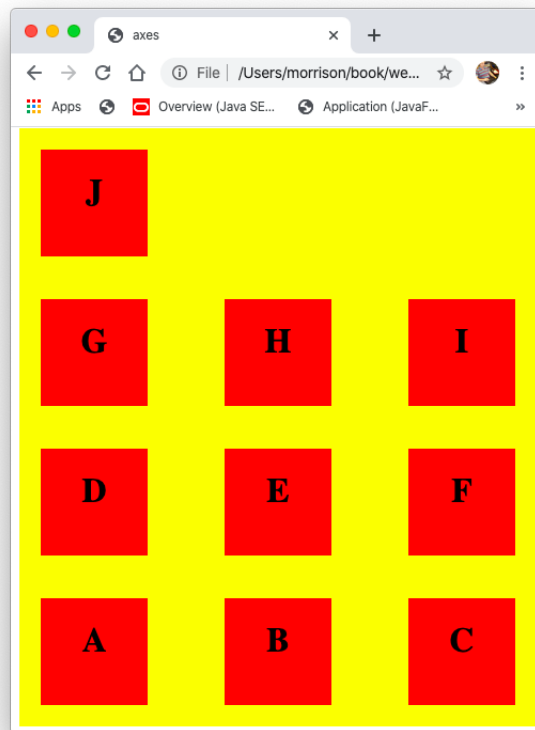 axes
File /Users/morrison/book/we...
Apps Overview (Java SE... Application (JavaF... »
J
G H I
D E F
A B C